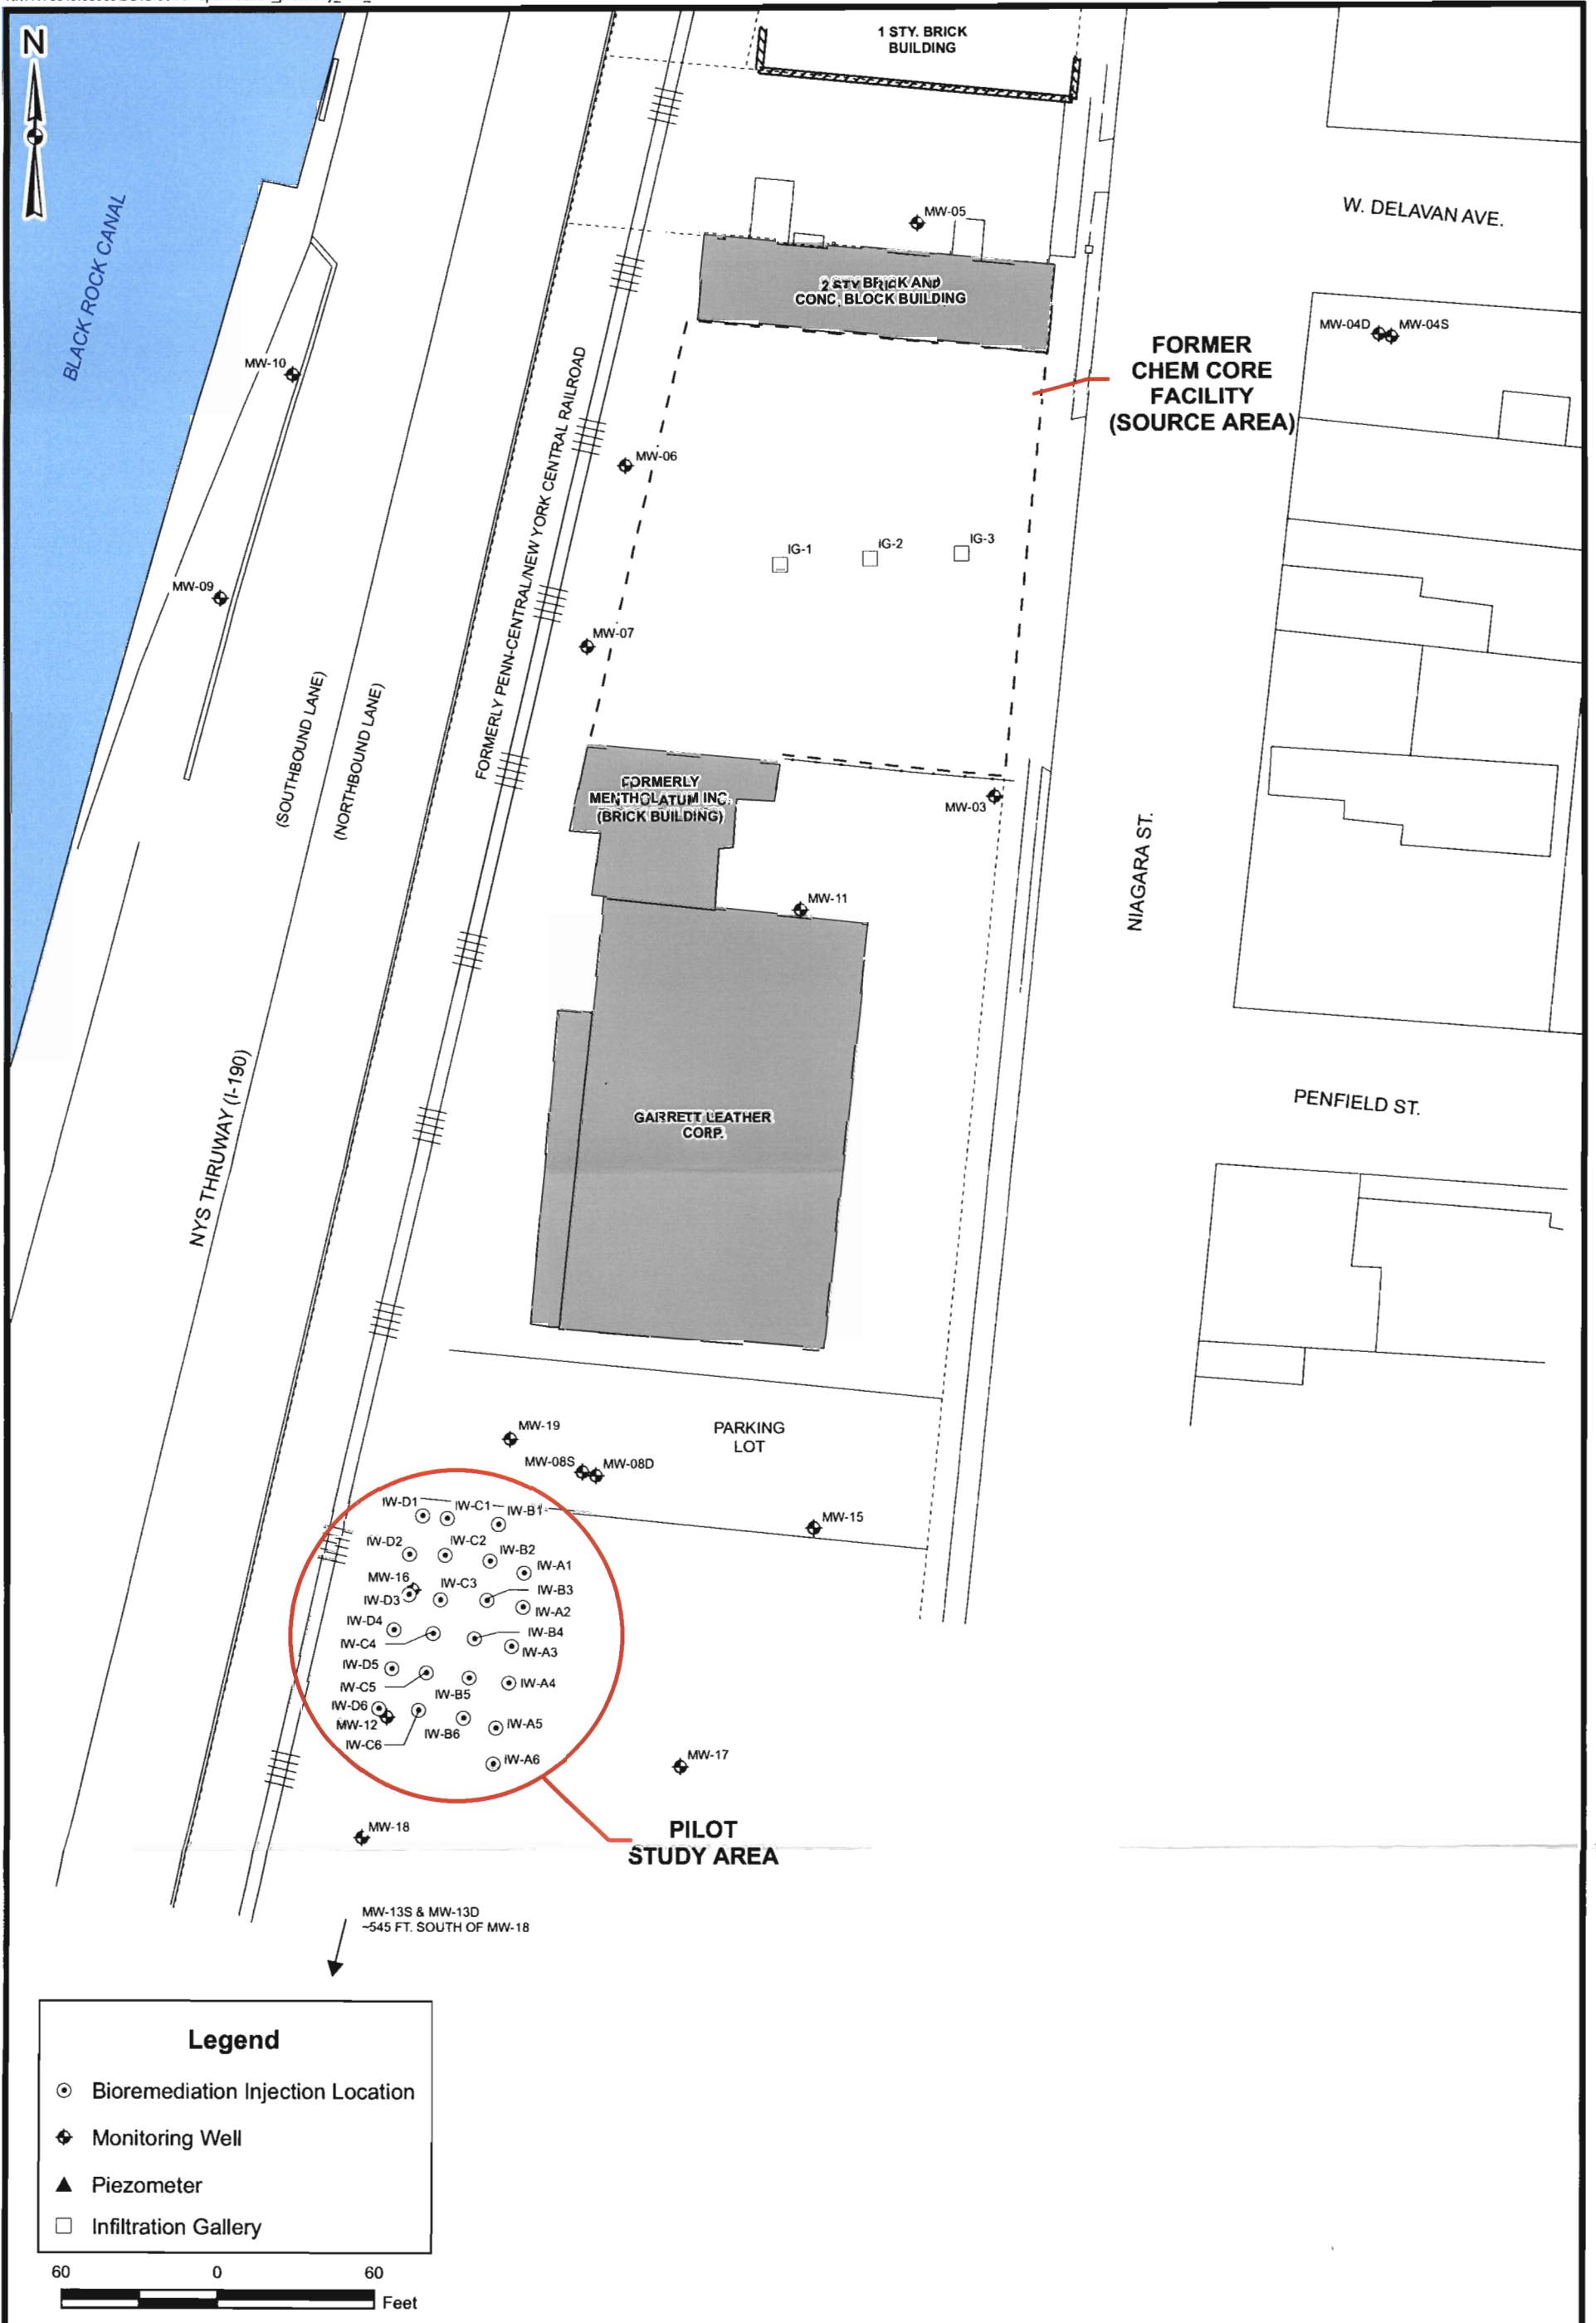 N
1 STY. BRICK
BUILDING
BLACK ROCK CANAL
W. DELAVAN AVE.
MW-05
2 STY BRICK AND
CONC. BLOCK BUILDING
MW-04D
MW-04S
FORMER
CHEM CORE
FACILITY
(SOURCE AREA)
MW-10
FORMERLY PENN-CENTRAL/NEW YORK CENTRAL RAILROAD
MW-06
IG-1
IG-2
IG-3
MW-09
MW-07
(SOUTHBOUND LANE)
(NORTHBOUND LANE)
FORMERLY
MENTHOLATUM INC.
(BRICK BUILDING)
MW-03
NIAGARA ST.
MW-11
NYS THRUWAY (I-190)
GARRETT LEATHER
CORP.
PENFIELD ST.
PARKING
LOT
MW-19
MW-08S
MW-08D
MW-15
IW-D1
IW-C1
IW-B1
IW-D2
IW-C2
IW-B2
IW-A1
MW-16
IW-C3
IW-B3
IW-D3
IW-A2
IW-D4
IW-B4
IW-C4
IW-A3
IW-D5
IW-C5
IW-A4
IW-B5
IW-D6
MW-12
IW-A5
IW-B6
IW-C6
IW-A6
MW-17
MW-18
PILOT
STUDY AREA
MW-13S & MW-13D
~545 FT. SOUTH OF MW-18
Legend
Bioremediation Injection Location
Monitoring Well
Piezometer
Infiltration Gallery
60 0 60
Feet